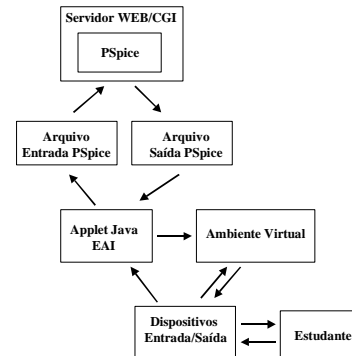 Servidor WEB/CGI
PSpice
Arquivo
Entrada PSpice
Arquivo
Saída PSpice
Applet Java
EAI
Ambiente Virtual
Dispositivos
Entrada/Saída
Estudante